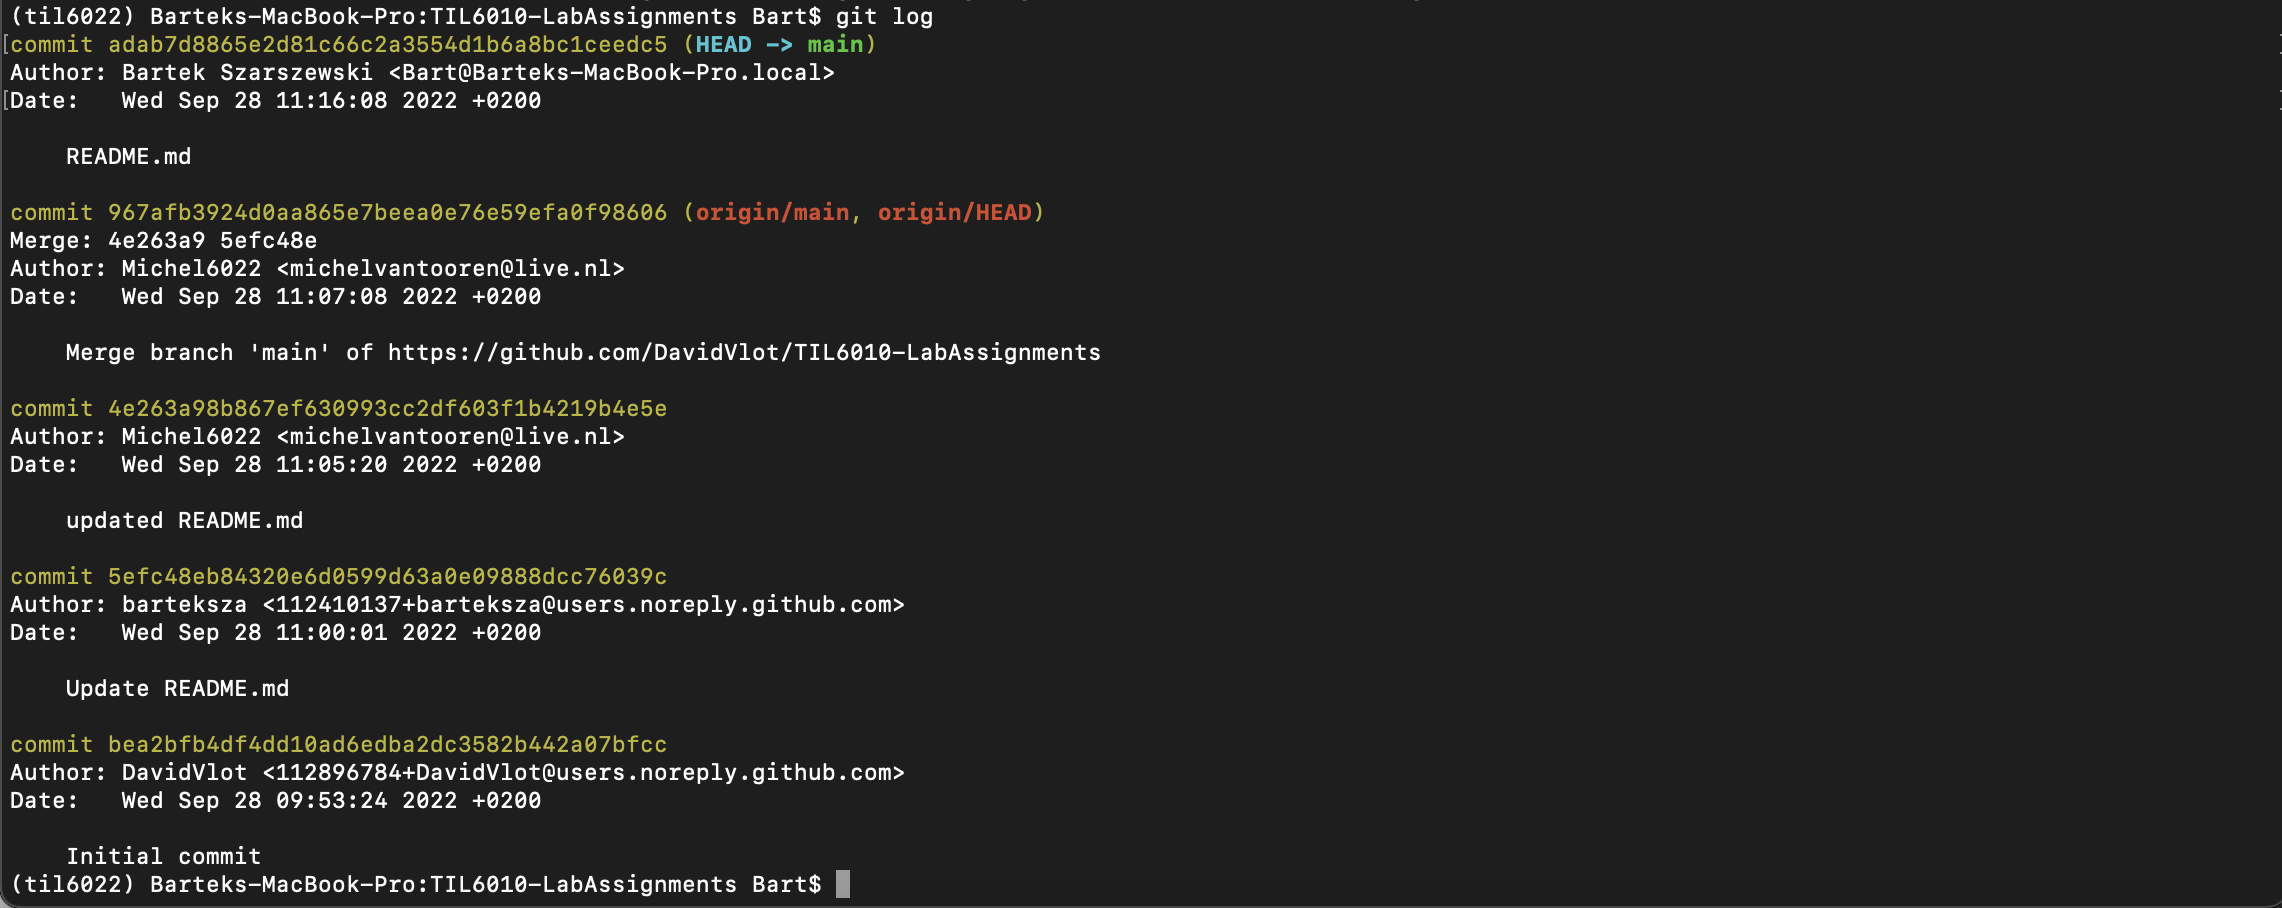 (til6022) Barteks-MacBook-Pro:TIL6010-LabAssignments Bart$ git log
[commit adab7d8865e2d81c66c2a3554d1b6a8bc1ceedc5 (HEAD -> main) ]
Author: Bartek Szarszewski <Bart@Barteks-MacBook-Pro.local>
[Date:   Wed Sep 28 11:16:08 2022 +0200 ]
    README.md
commit 967afb3924d0aa865e7beea0e76e59efa0f98606 (origin/main, origin/HEAD)
Merge: 4e263a9 5efc48e
Author: Michel6022 <michelvantooren@live.nl>
Date:   Wed Sep 28 11:07:08 2022 +0200
    Merge branch 'main' of https://github.com/DavidVlot/TIL6010-LabAssignments
commit 4e263a98b867ef630993cc2df603f1b4219b4e5e
Author: Michel6022 <michelvantooren@live.nl>
Date:   Wed Sep 28 11:05:20 2022 +0200
    updated README.md
commit 5efc48eb84320e6d0599d63a0e09888dcc76039c
Author: barteksza <112410137+barteksza@users.noreply.github.com>
Date:   Wed Sep 28 11:00:01 2022 +0200
    Update README.md
commit bea2bfb4df4dd10ad6edba2dc3582b442a07bfcc
Author: DavidVlot <112896784+DavidVlot@users.noreply.github.com>
Date:   Wed Sep 28 09:53:24 2022 +0200
    Initial commit
(til6022) Barteks-MacBook-Pro:TIL6010-LabAssignments Bart$